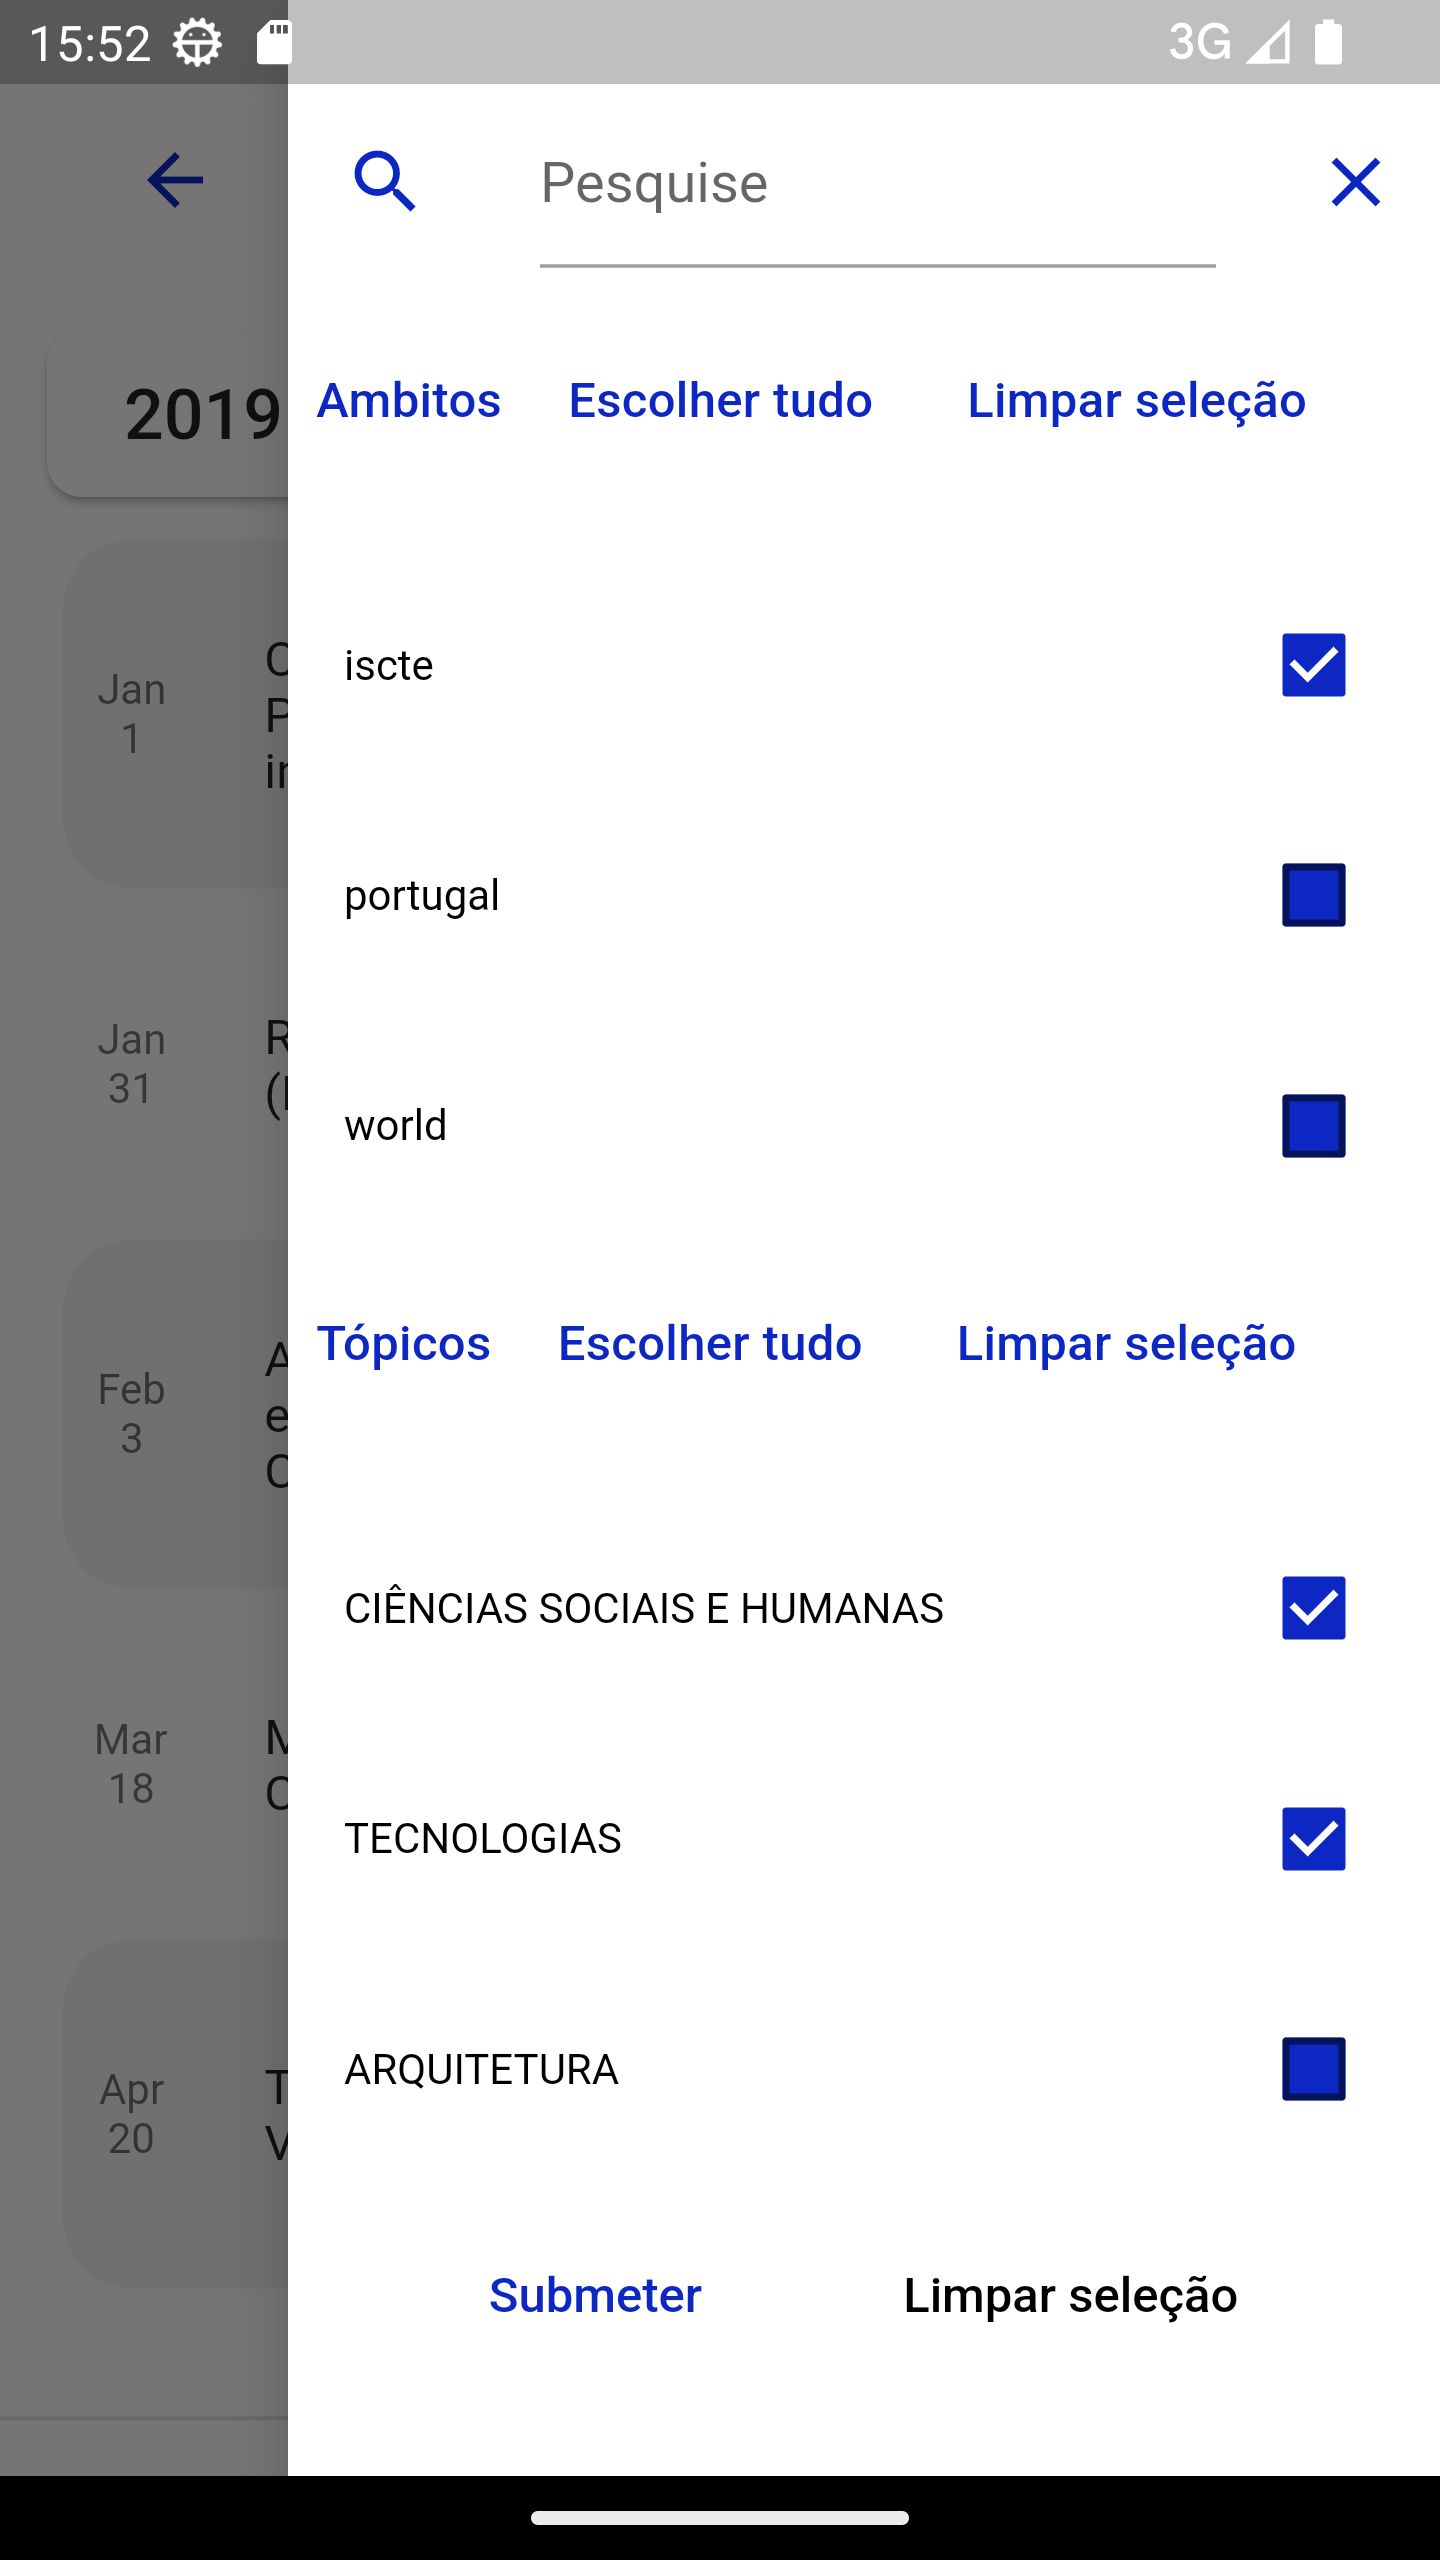 15:52
3G
Pesquise
2019
Ambitos Escolher tudo Limpar seleção
Jan
1
iscte
portugal
Jan
31
world
Tópicos Escolher tudo Limpar seleção
Feb
3
CIÊNCIAS SOCIAIS E HUMANAS
Mar
18
TECNOLOGIAS
Apr
20
ARQUITETURA
Submeter Limpar seleção